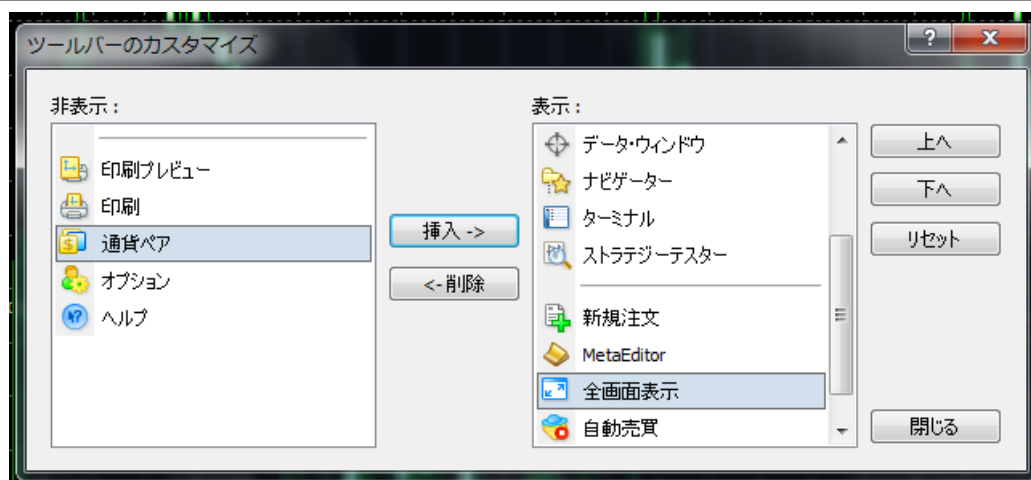 ツールバーのカスタマイズ
?
x
非表示:
印刷プレビュー
印刷
通貨ペア
オプション
ヘルプ
挿入 ->
<- 削除
表示:
データ・ウィンドウ
ナビゲーター
ターミナル
ストラテジーテスター
新規注文
MetaEditor
全画面表示
自動売買
上へ
下へ
リセット
閉じる